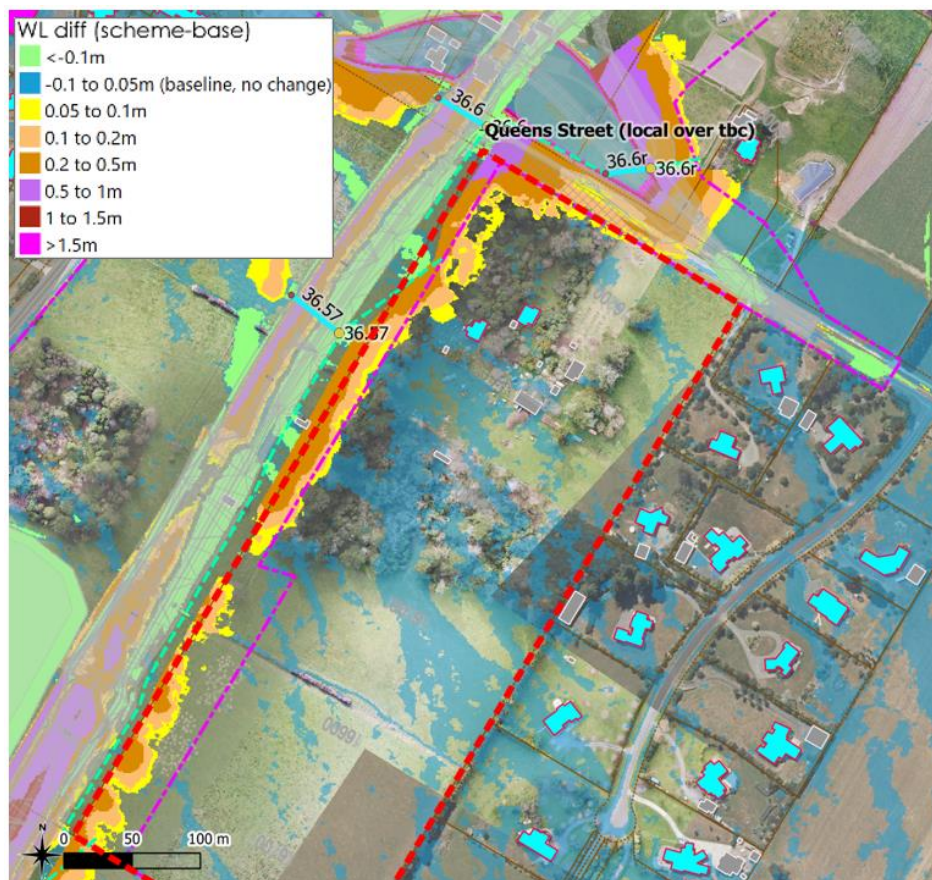 WL diff (scheme-base)
<-0.1m
-0.1 to 0.05m (baseline, no change)
0.05 to 0.1m
0.1 to 0.2m
0.2 to 0.5m
0.5 to 1m
1 to 1.5m
>1.5m
36.6
36.6
Queens Street (local over tbc)
36.6r
36.6r
36.57
36.57
00661
N
0 50 100 m